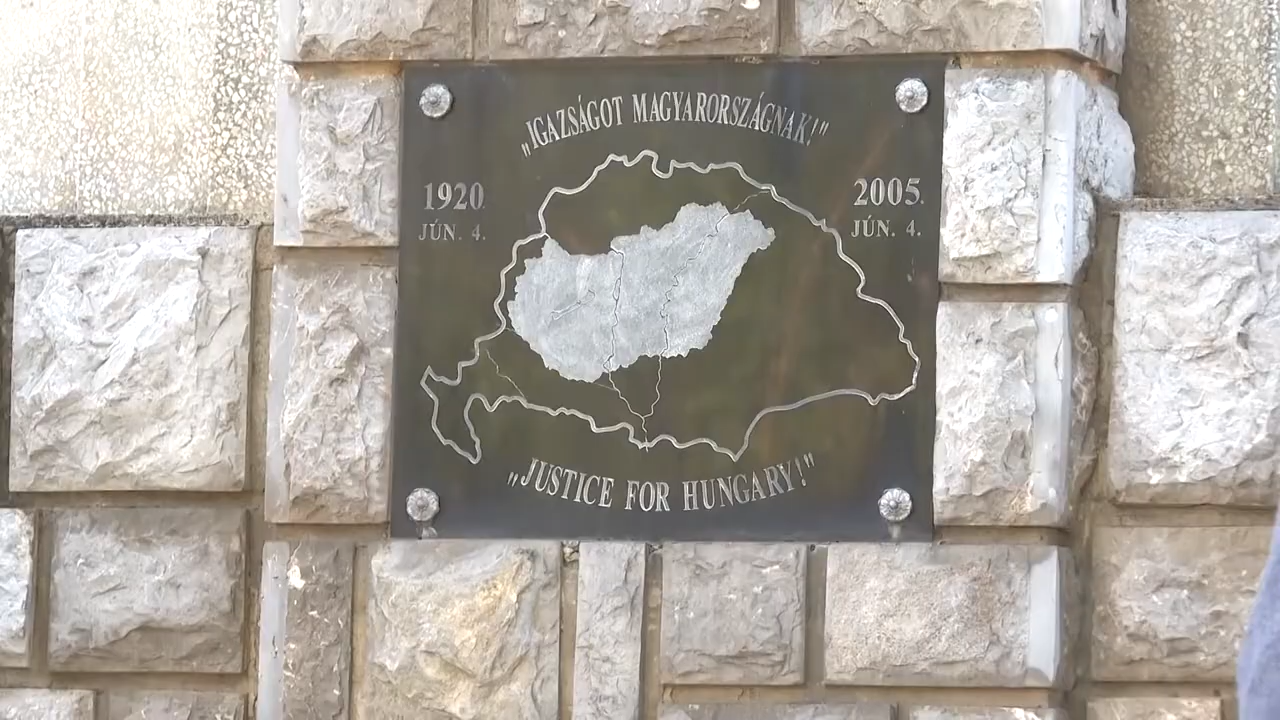 „IGAZSÁGOT MAGYARORSZÁGNAK!"
1920.
JÚN. 4.
2005.
JÚN. 4.
„JUSTICE FOR HUNGARY!"